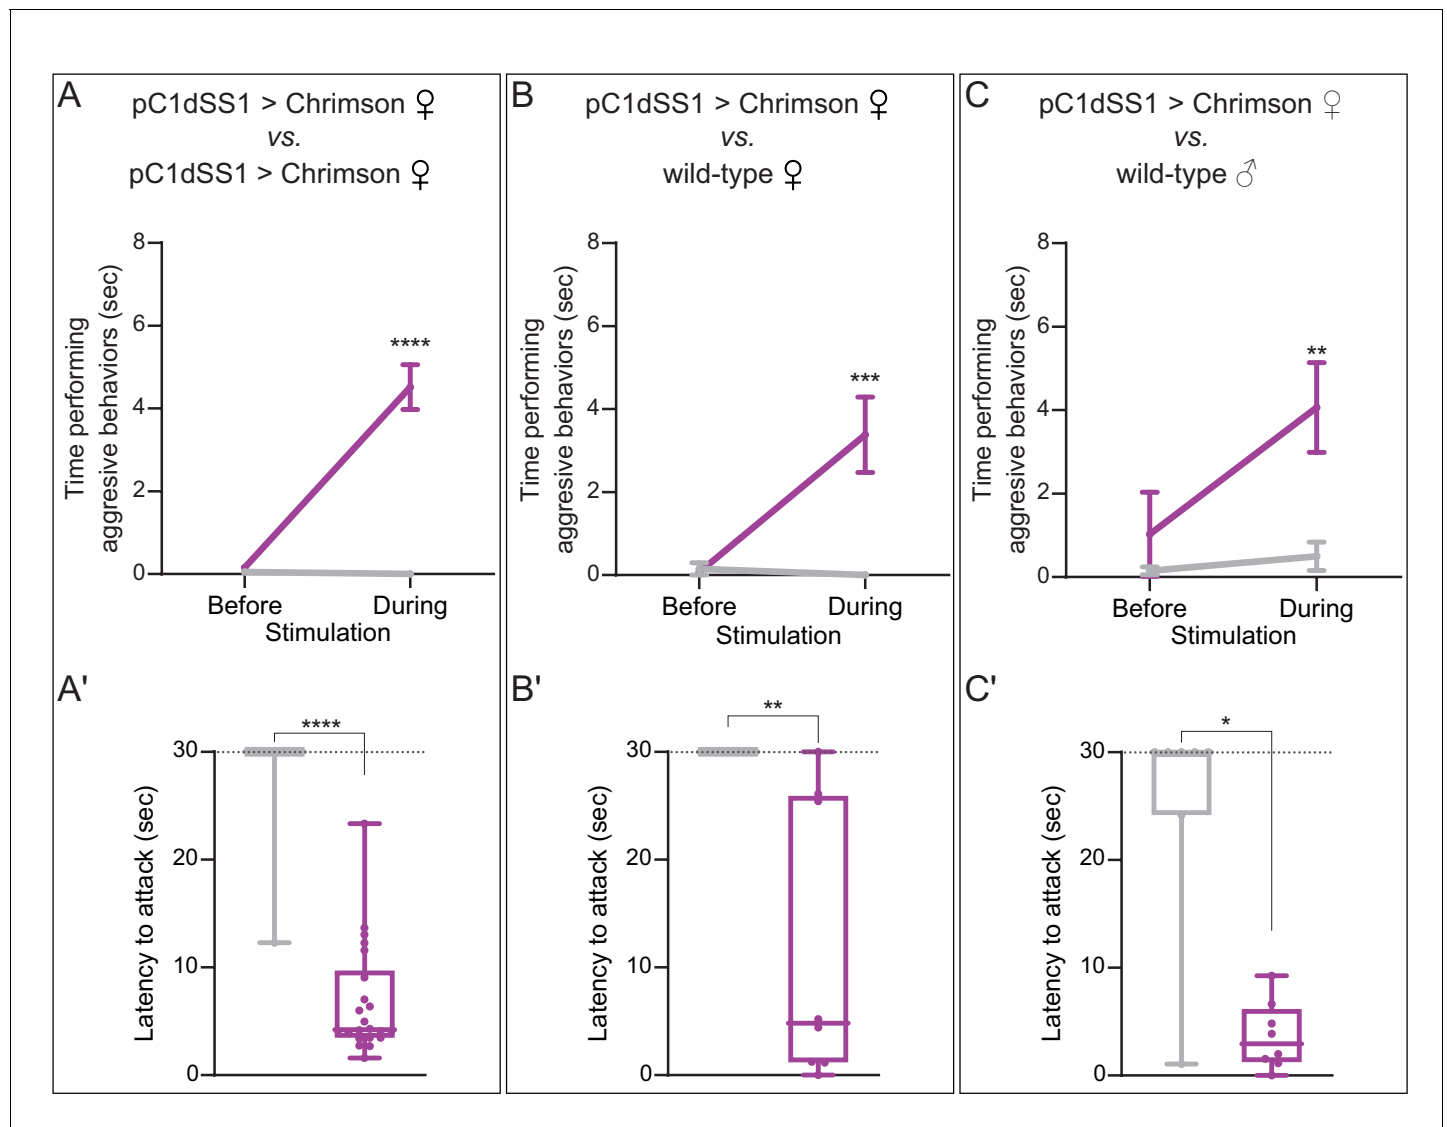 A
pC1dSS1 > Chrimson ♀
vs.
pC1dSS1 > Chrimson ♀
8
6
4
2
0
Time performing
aggresive behaviors (sec)
****
Before
During
Stimulation
B
pC1dSS1 > Chrimson ♀
vs.
wild-type ♀
8
6
4
2
0
Time performing
aggresive behaviors (sec)
***
Before
During
Stimulation
C
pC1dSS1 > Chrimson ♀
vs.
wild-type ♂
8
6
4
2
0
Time performing
aggresive behaviors (sec)
**
Before
During
Stimulation
A'
****
30
20
10
0
Latency to attack (sec)
B'
**
30
20
10
0
Latency to attack (sec)
C'
*
30
20
10
0
Latency to attack (sec)